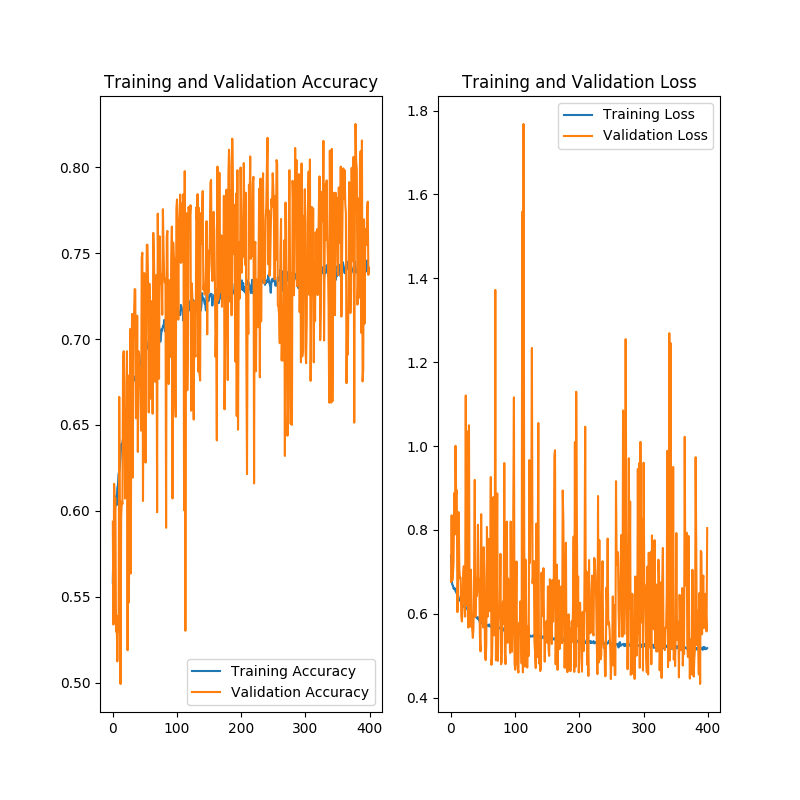 Training and Validation Accuracy
0.80
0.75
0.70
0.65
0.60
0.55
0.50
0 100 200 300 400
Training Accuracy
Validation Accuracy
Training and Validation Loss
1.8
1.6
1.4
1.2
1.0
0.8
0.6
0.4
0 100 200 300 400
Training Loss
Validation Loss